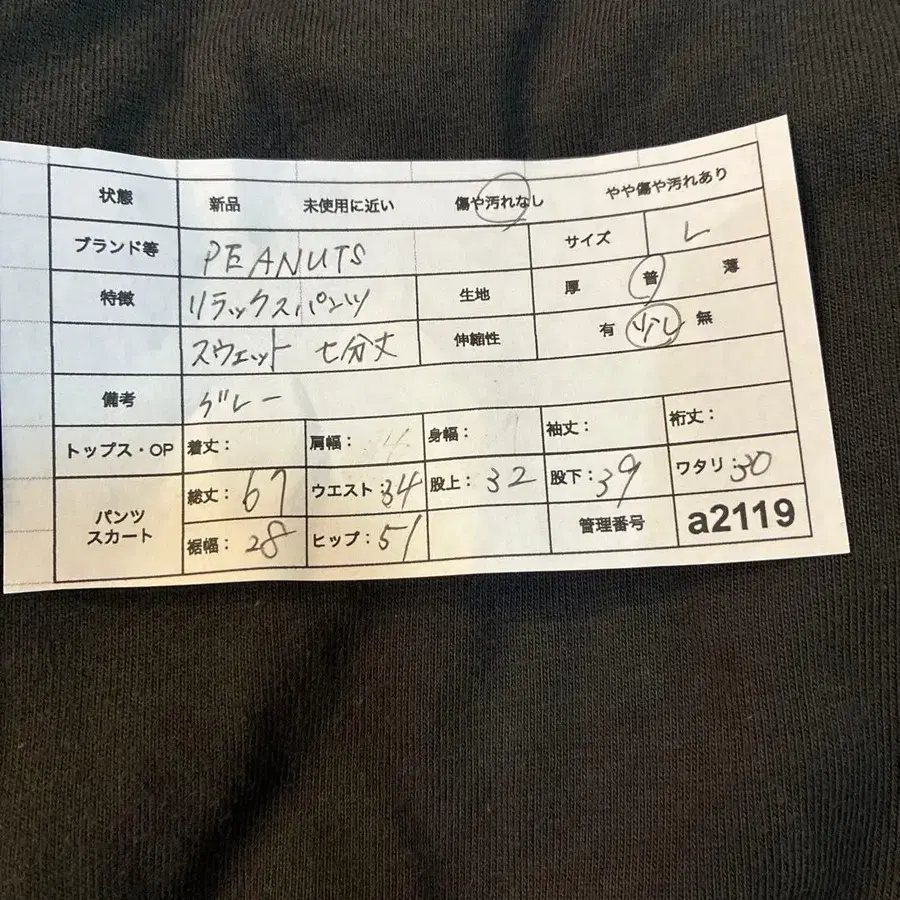 状態 新品 未使用に近い 傷や汚れなし やや傷や汚れあり
ブランド等 PEANUTS サイズ L
特徴 リラックスパンツ 生地 厚 普 薄
スウェット 七分丈 伸縮性 有 少し 無
備考 グレー
トップス・OP 着丈: 肩幅: 身幅: 袖丈: 裄丈:
パンツ スカート 総丈: 67 ウエスト: 34 股上: 32 股下: 39 ワタリ: 30
裾幅: 28 ヒップ: 51 管理番号 a2119